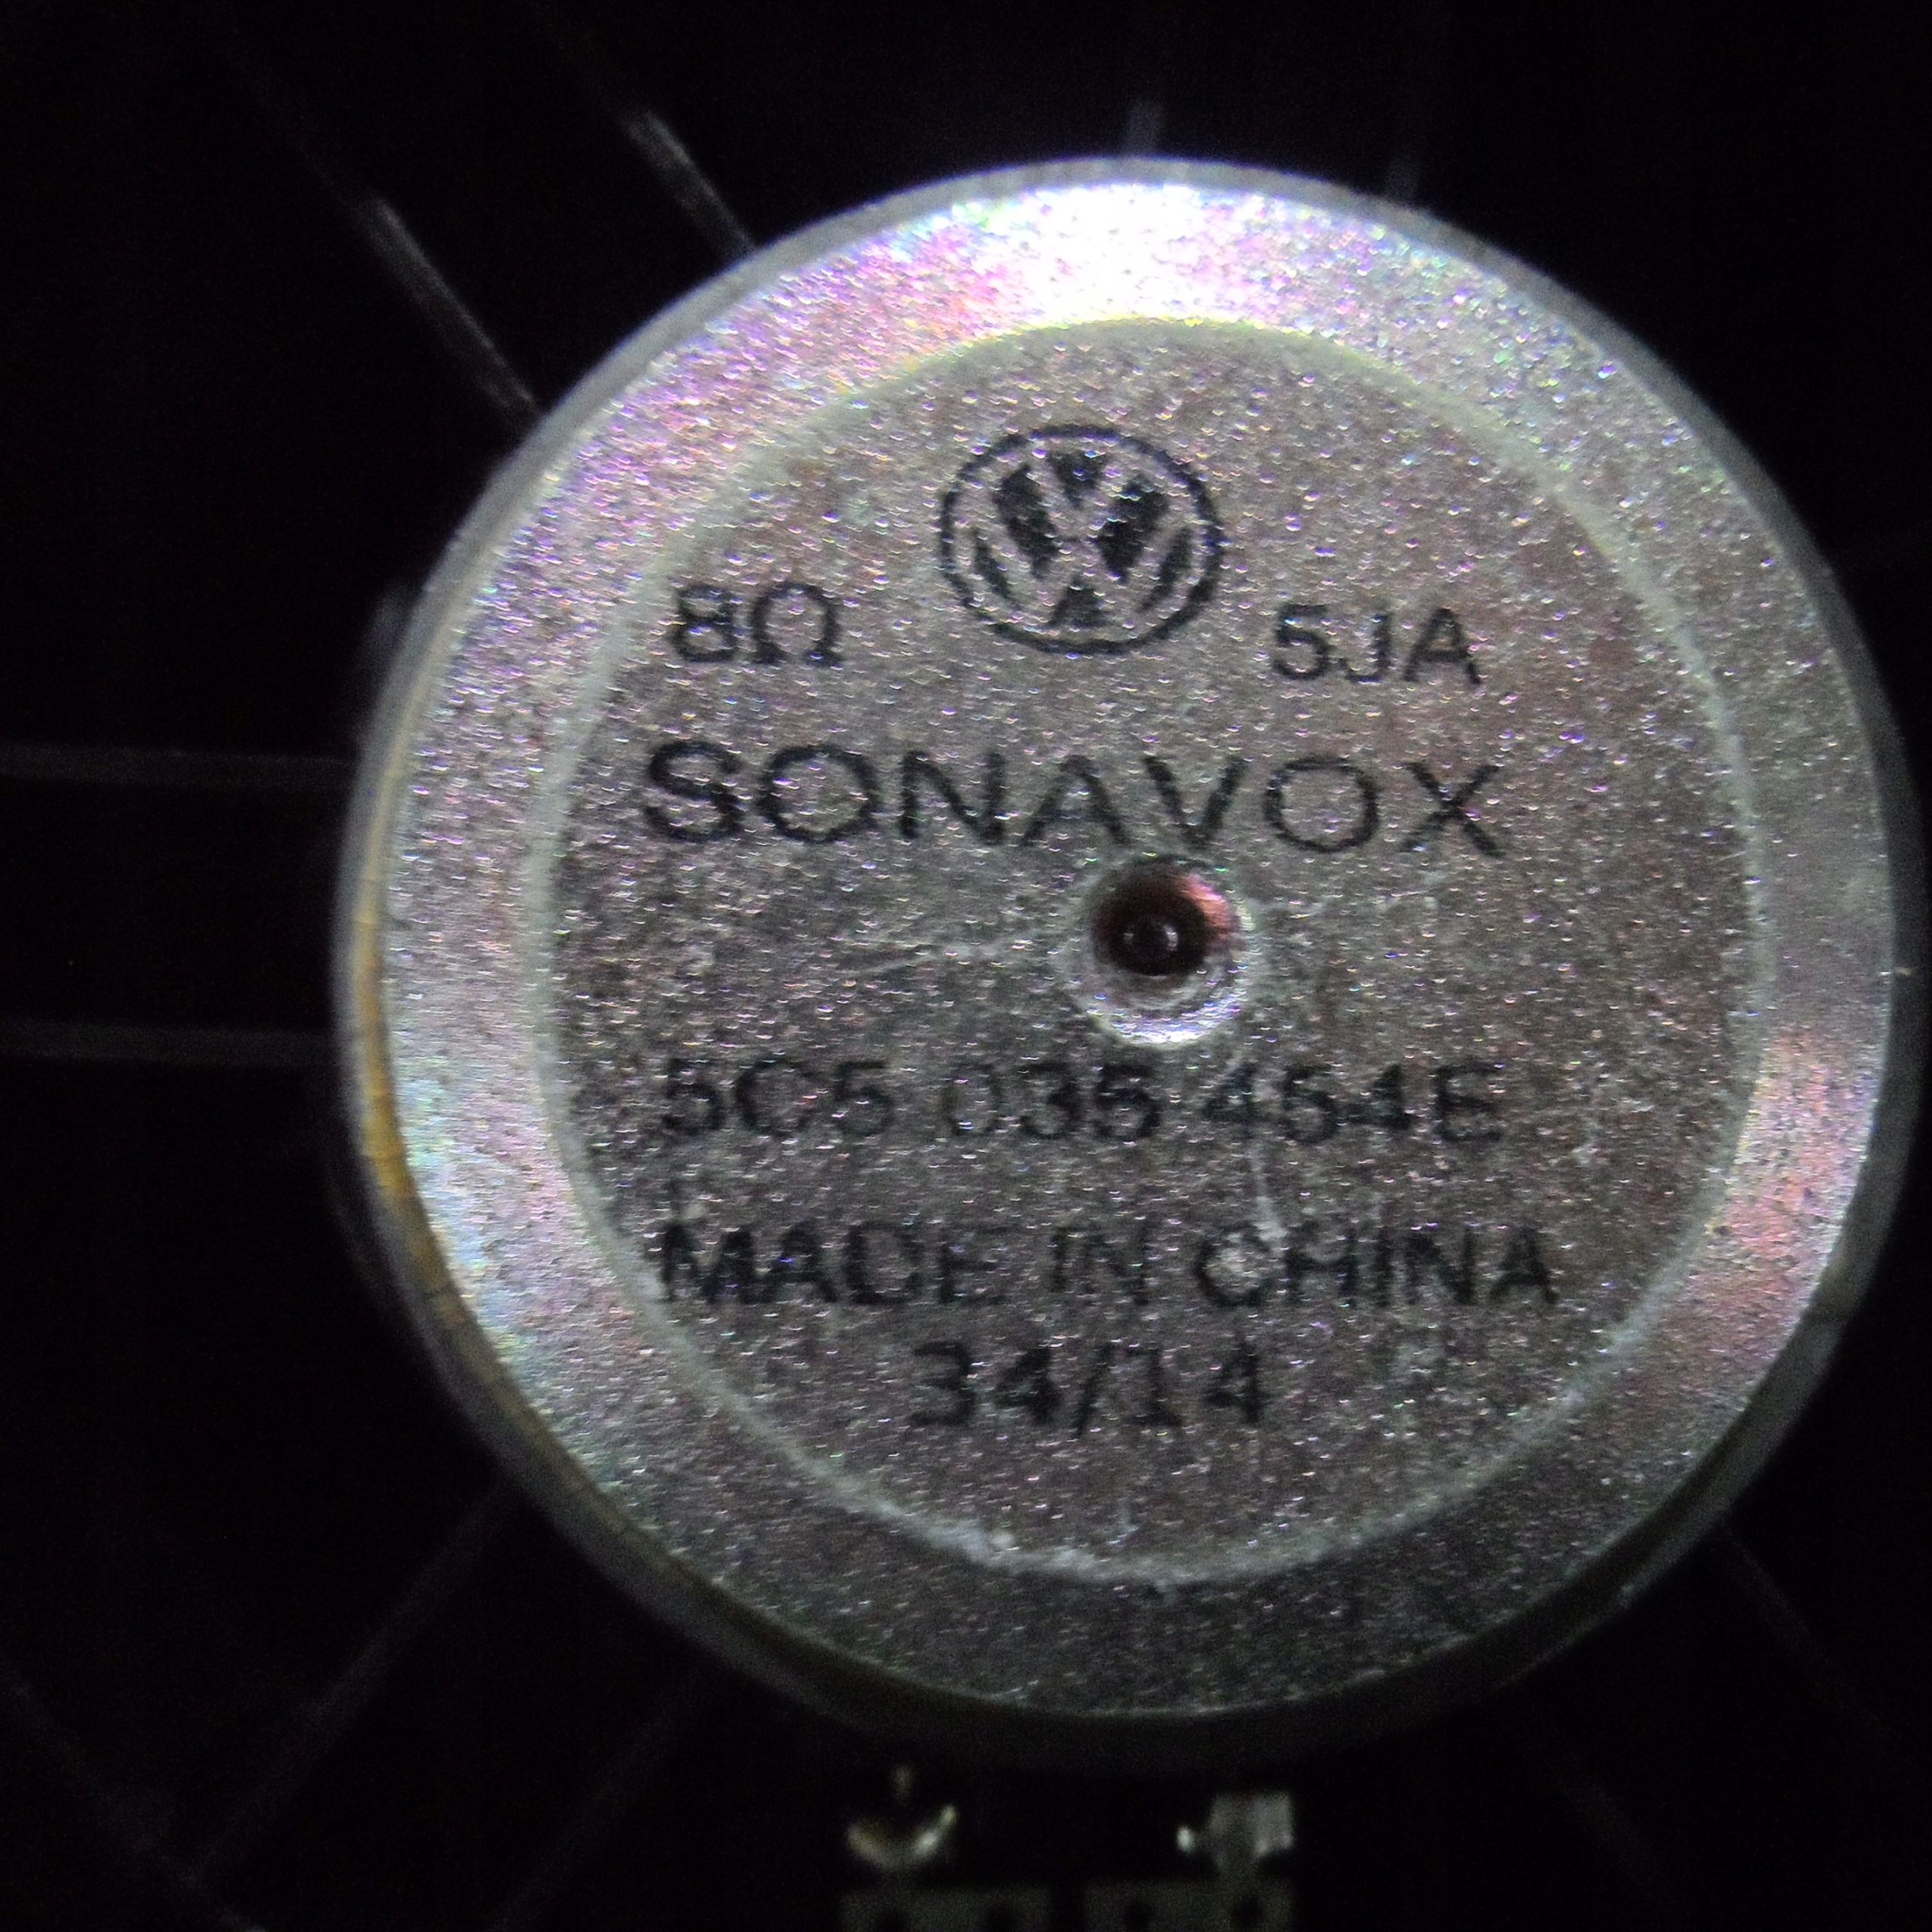 8Ω 5JA
SONAVOX
5C5 035 454E
MADE IN CHINA
34/14